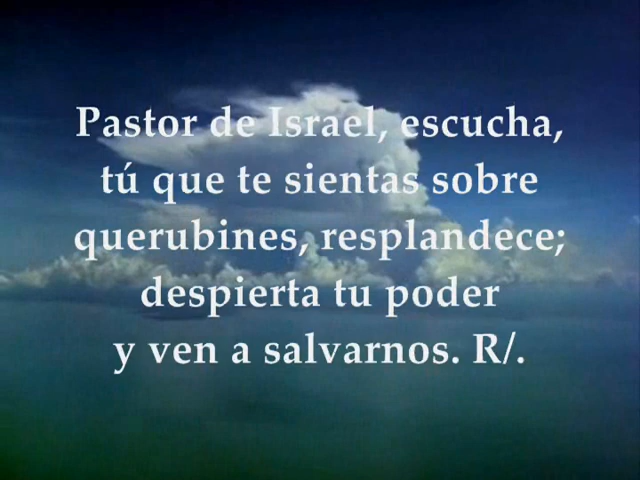 Pastor de Israel, escucha,
tú que te sientas sobre
querubines, resplandece;
despierta tu poder
y ven a salvarnos. R/.